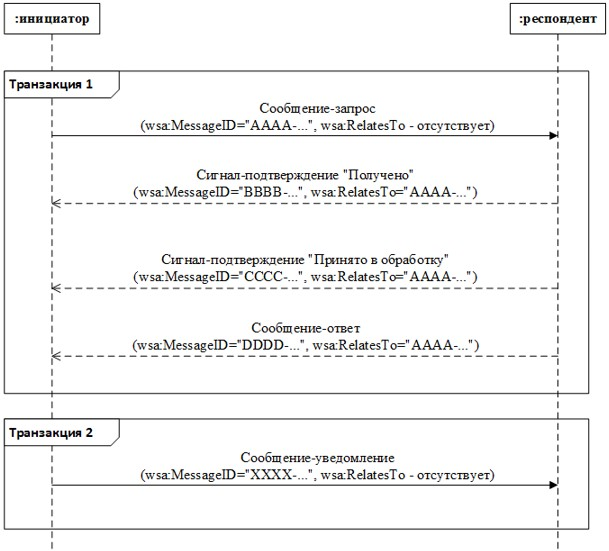 :инициатор
:респондент
Транзакция 1
Сообщение-запрос
(wsa:MessageID="AAAA-...", wsa:RelatesTo - отсутствует)
Сигнал-подтверждение "Получено"
(wsa:MessageID="BBBB-...", wsa:RelatesTo="AAAA-...")
Сигнал-подтверждение "Принято в обработку"
(wsa:MessageID="CCCC-...", wsa:RelatesTo="AAAA-...")
Сообщение-ответ
(wsa:MessageID="DDDD-...", wsa:RelatesTo="AAAA-...")
Транзакция 2
Сообщение-уведомление
(wsa:MessageID="XXXX-...", wsa:RelatesTo - отсутствует)